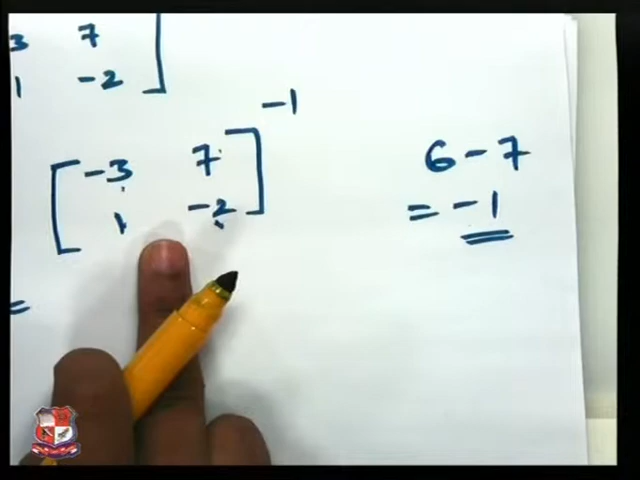 3 7
1 -2
-1
-3 7 6-7
1 -2 = -1
=